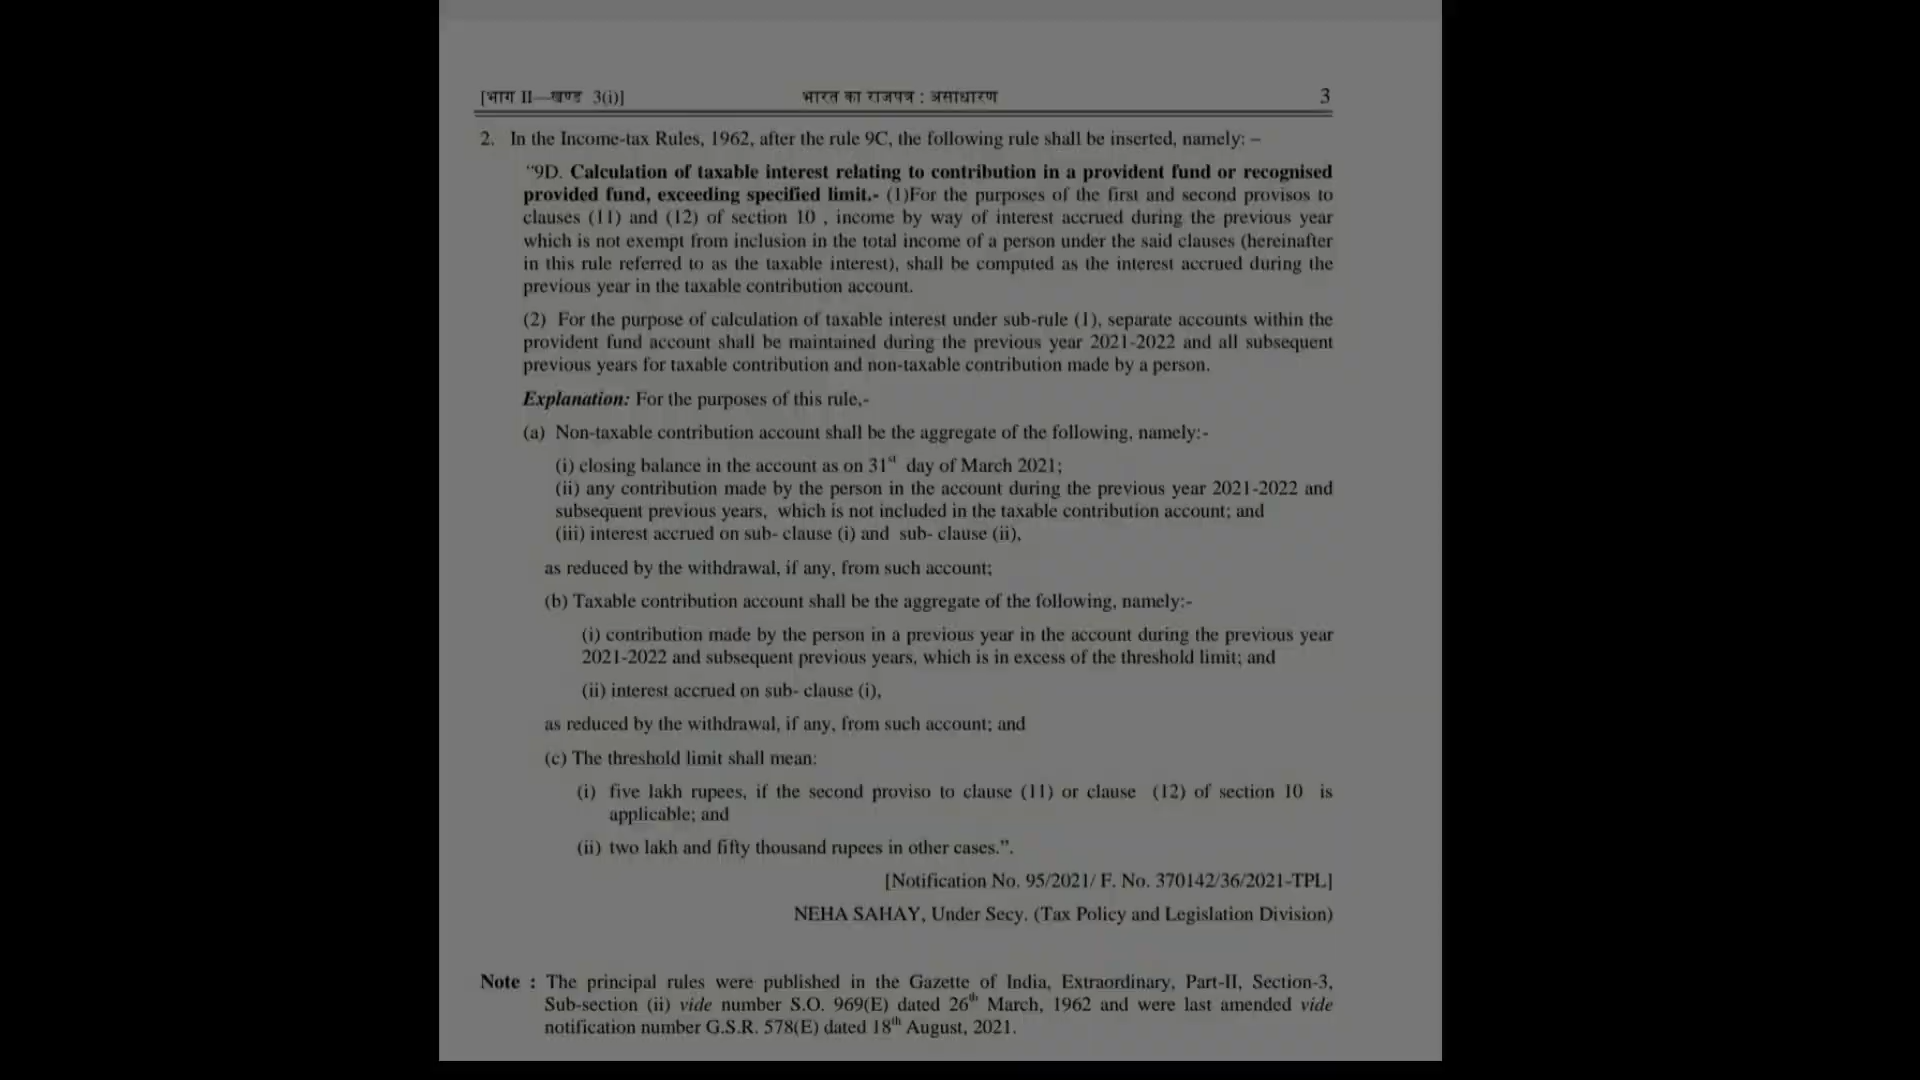 [भाग II—खण्ड 3(i)] भारत का राजपत्र : असाधारण 3
2. In the Income-tax Rules, 1962, after the rule 9C, the following rule shall be inserted, namely: –
“9D. Calculation of taxable interest relating to contribution in a provident fund or recognised
provided fund, exceeding specified limit.- (1)For the purposes of the first and second provisos to
clauses (11) and (12) of section 10 , income by way of interest accrued during the previous year
which is not exempt from inclusion in the total income of a person under the said clauses (hereinafter
in this rule referred to as the taxable interest), shall be computed as the interest accrued during the
previous year in the taxable contribution account.
(2) For the purpose of calculation of taxable interest under sub-rule (1), separate accounts within the
provident fund account shall be maintained during the previous year 2021-2022 and all subsequent
previous years for taxable contribution and non-taxable contribution made by a person.
Explanation: For the purposes of this rule,-
(a) Non-taxable contribution account shall be the aggregate of the following, namely:-
(i) closing balance in the account as on 31st day of March 2021;
(ii) any contribution made by the person in the account during the previous year 2021-2022 and
subsequent previous years, which is not included in the taxable contribution account; and
(iii) interest accrued on sub- clause (i) and sub- clause (ii),
as reduced by the withdrawal, if any, from such account;
(b) Taxable contribution account shall be the aggregate of the following, namely:-
(i) contribution made by the person in a previous year in the account during the previous year
2021-2022 and subsequent previous years, which is in excess of the threshold limit; and
(ii) interest accrued on sub- clause (i),
as reduced by the withdrawal, if any, from such account; and
(c) The threshold limit shall mean:
(i) five lakh rupees, if the second proviso to clause (11) or clause (12) of section 10 is
applicable; and
(ii) two lakh and fifty thousand rupees in other cases.”.
[Notification No. 95/2021/ F. No. 370142/36/2021-TPL]
NEHA SAHAY, Under Secy. (Tax Policy and Legislation Division)
Note : The principal rules were published in the Gazette of India, Extraordinary, Part-II, Section-3,
Sub-section (ii) vide number S.O. 969(E) dated 26th March, 1962 and were last amended vide
notification number G.S.R. 578(E) dated 18th August, 2021.